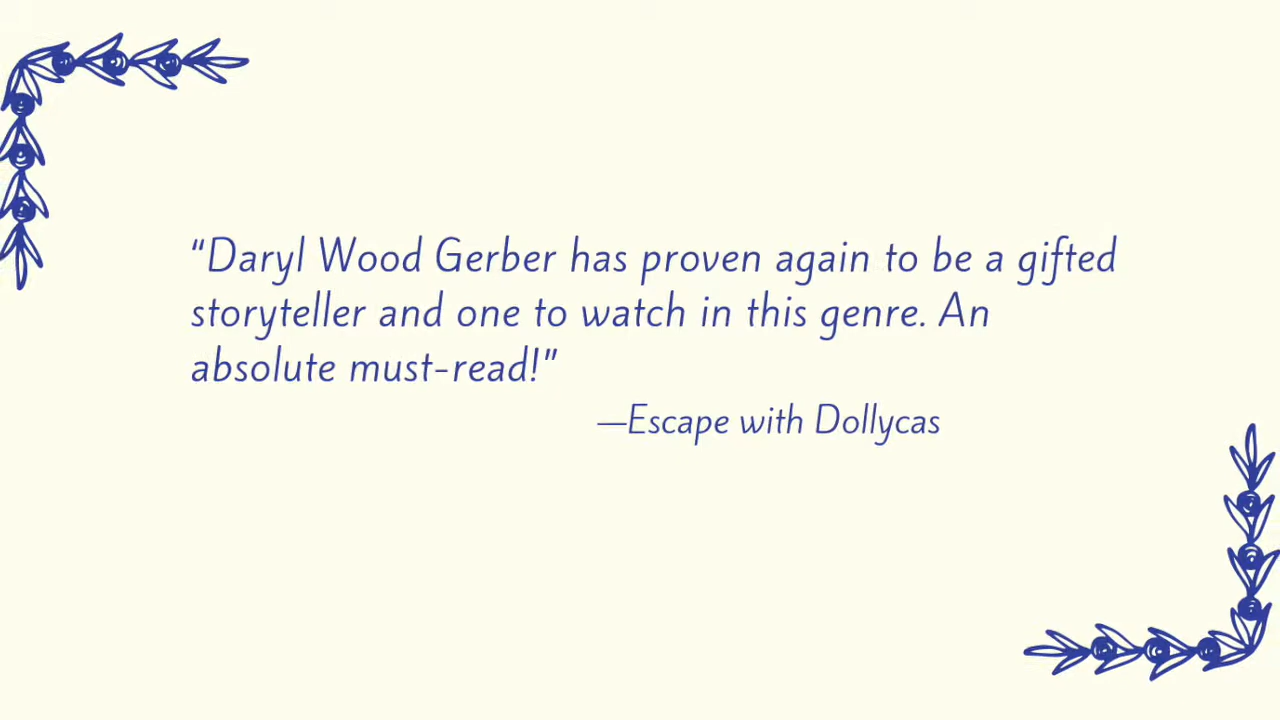 “Daryl Wood Gerber has proven again to be a gifted
storyteller and one to watch in this genre. An
absolute must-read!”
—Escape with Dollycas